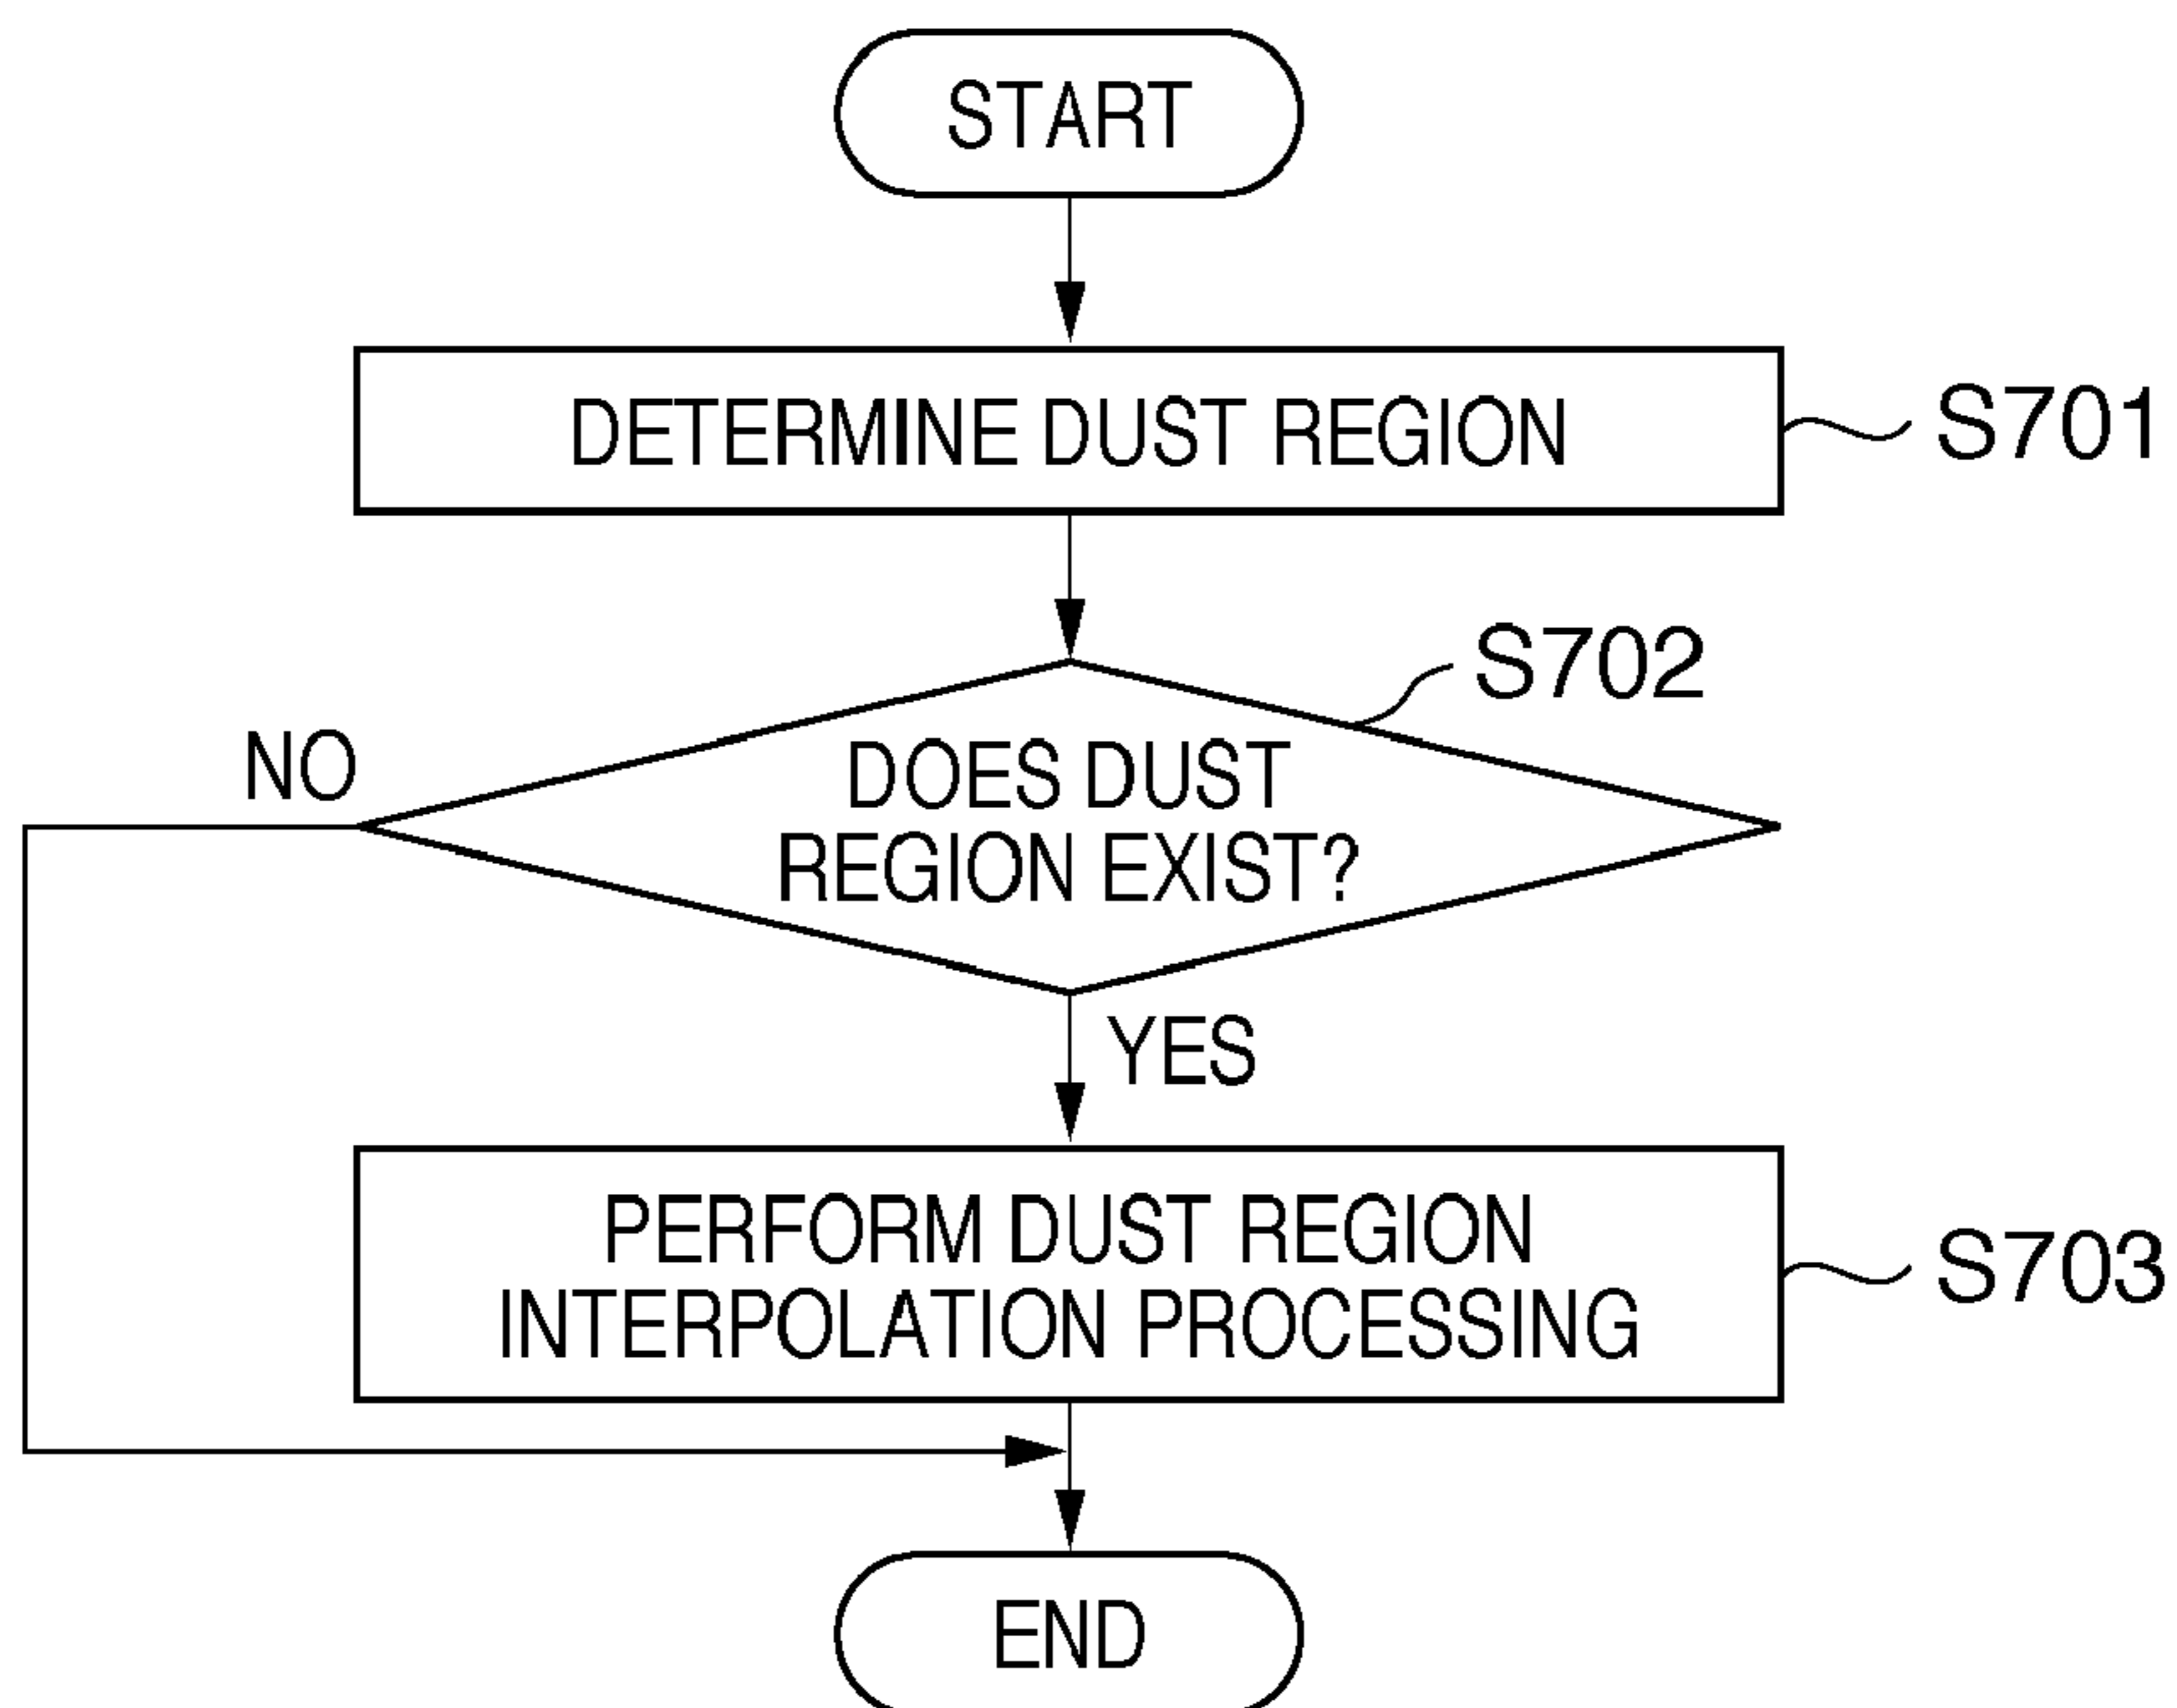 START
DETERMINE DUST REGION
S701
S702
NO
DOES DUST
REGION EXIST?
YES
PERFORM DUST REGION
INTERPOLATION PROCESSING
S703
END